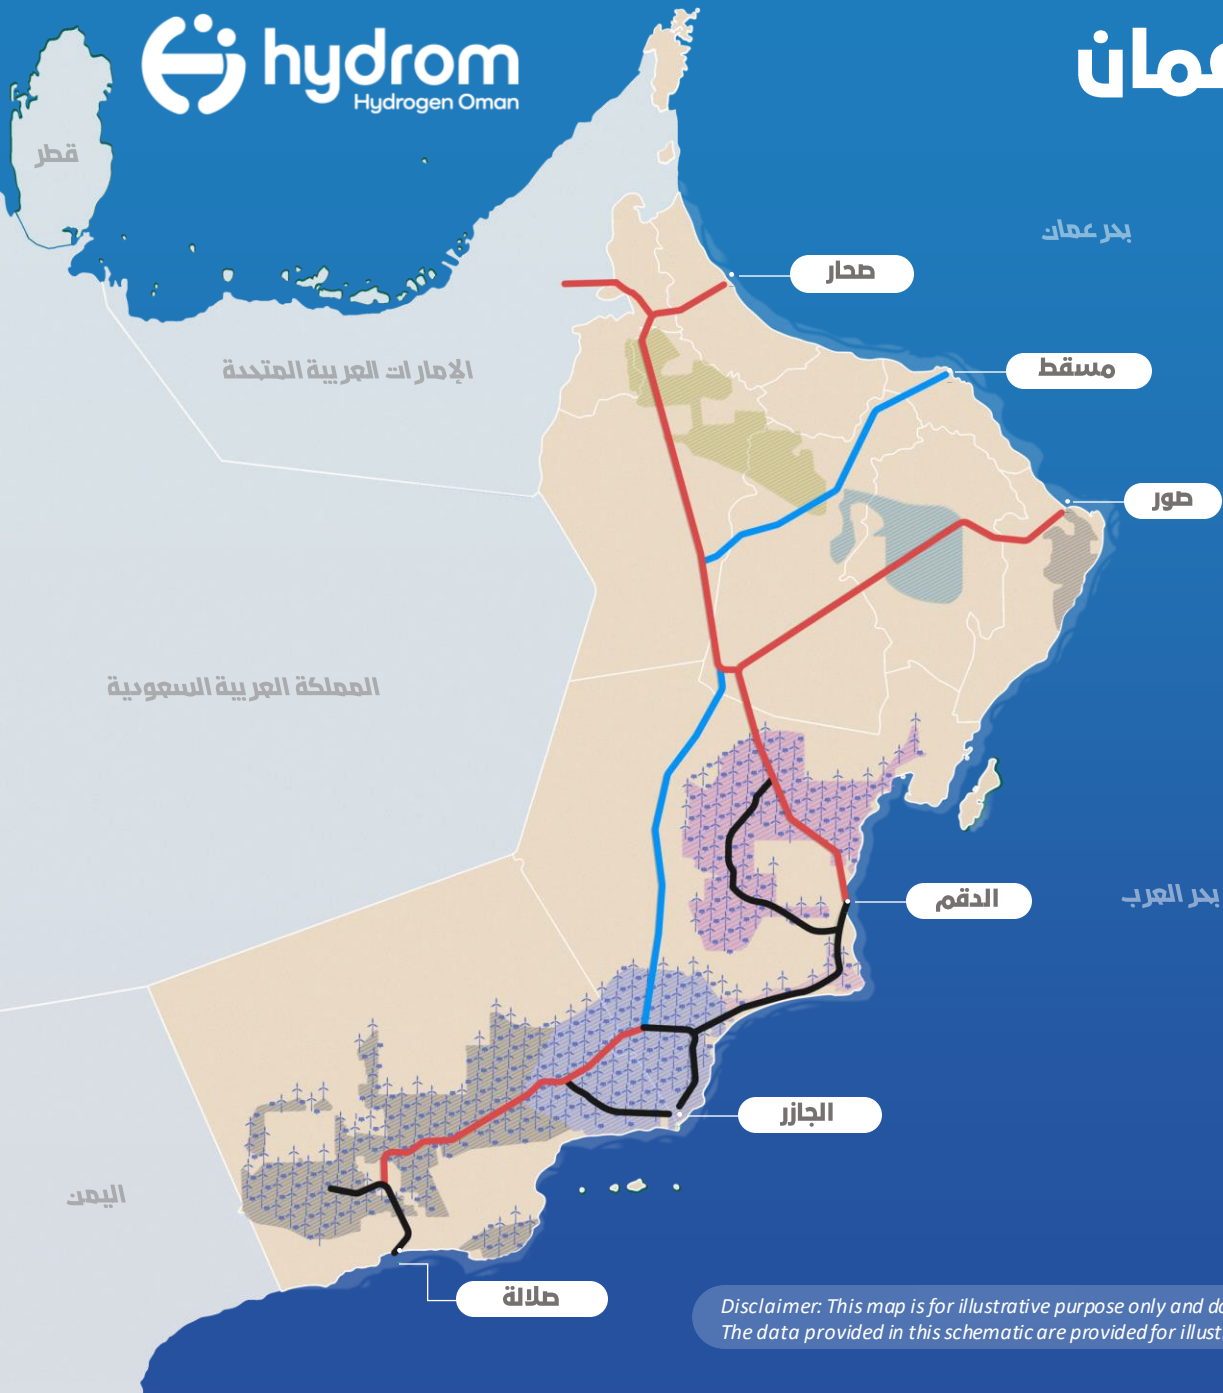 hydrom
Hydrogen Oman
قطر
بحر عمان
صحار
مسقط
الإمارات العربية المتحدة
صور
المملكة العربية السعودية
الدقم
بحر العرب
الجازر
اليمن
صلالة
Disclaimer: This map is for illustrative purpose only and
The data provided in this schematic are provided for